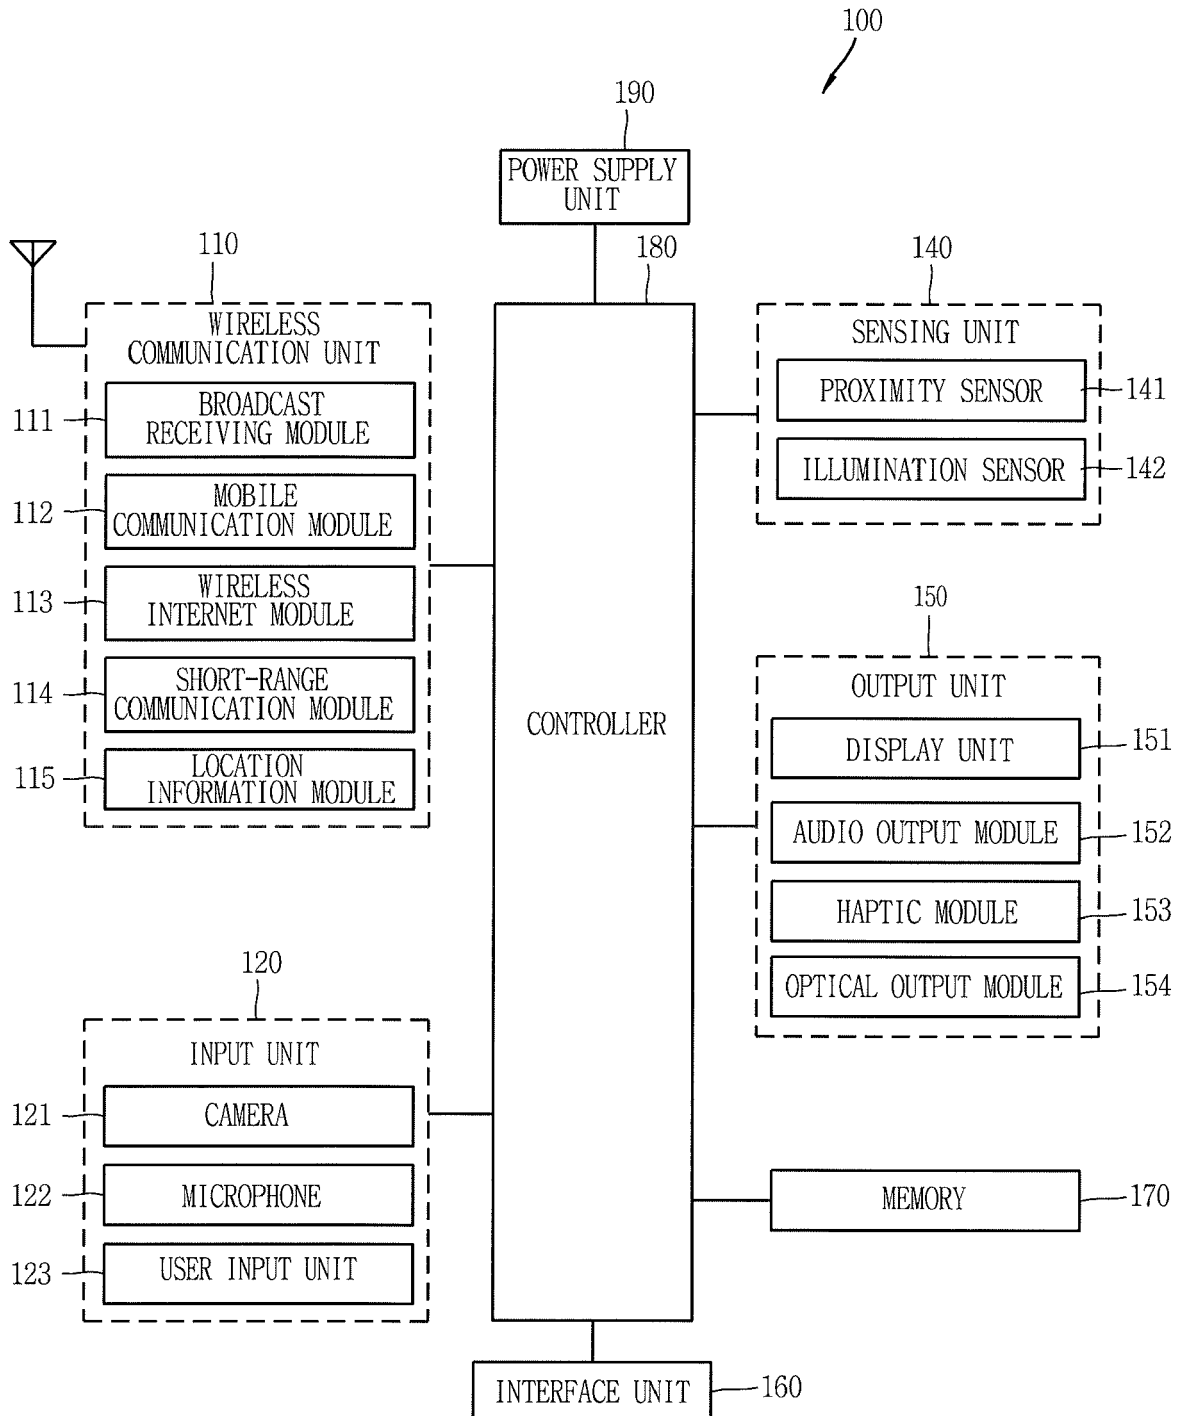 100
190
POWER SUPPLY
UNIT
110
180
140
WIRELESS
COMMUNICATION UNIT
111
BROADCAST
RECEIVING MODULE
112
MOBILE
COMMUNICATION MODULE
113
WIRELESS
INTERNET MODULE
114
SHORT-RANGE
COMMUNICATION MODULE
115
LOCATION
INFORMATION MODULE
120
INPUT UNIT
121
CAMERA
122
MICROPHONE
123
USER INPUT UNIT
CONTROLLER
SENSING UNIT
PROXIMITY SENSOR
141
ILLUMINATION SENSOR
142
150
OUTPUT UNIT
DISPLAY UNIT
151
AUDIO OUTPUT MODULE
152
HAPTIC MODULE
153
OPTICAL OUTPUT MODULE
154
MEMORY
170
INTERFACE UNIT
160